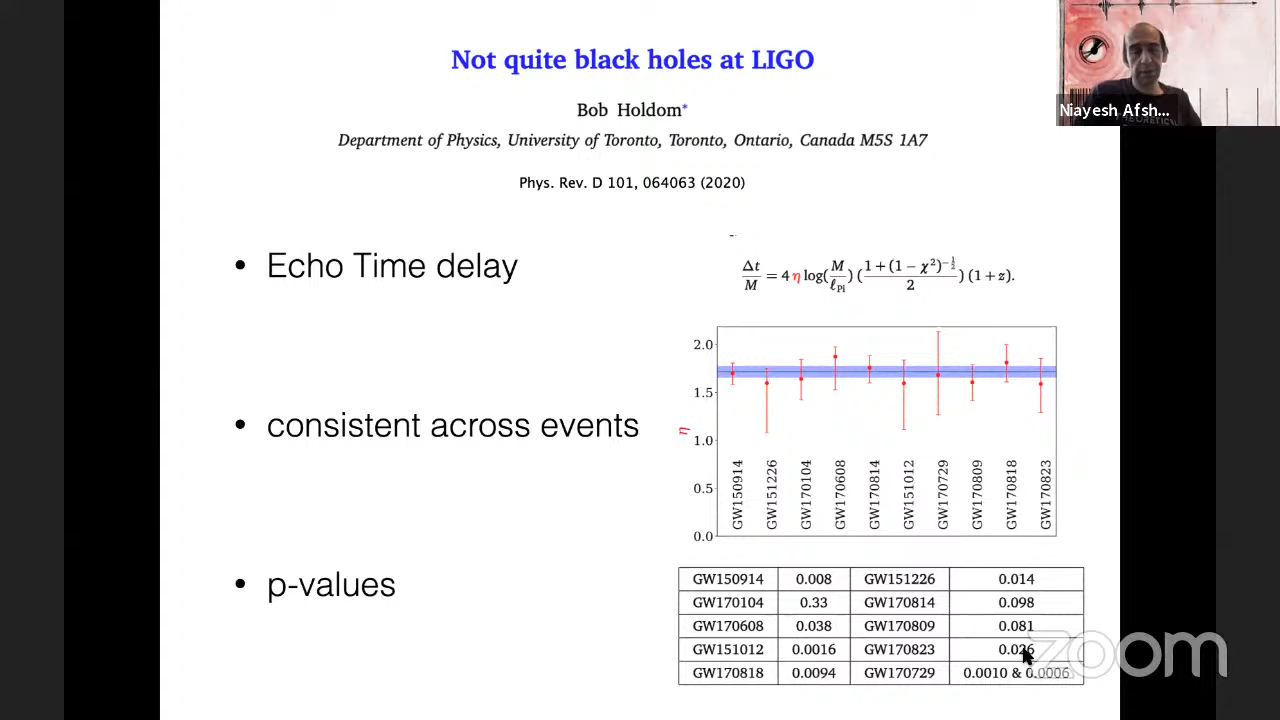 Not quite black holes at LIGO
Bob Holdom*
Department of Physics, University of Toronto, Toronto, Ontario, Canada M5S 1A7
Phys. Rev. D 101, 064063 (2020)
Niayesh Afsh...
• Echo Time delay
Δt/M = 4 η log(M/ℓPl) (1+(1−χ²)^−1/2 / 2) (1+z).
• consistent across events
2.0
1.5
1.0
0.5
0.0
η
GW150914
GW151226
GW170104
GW170608
GW170814
GW151012
GW170729
GW170809
GW170818
GW170823
• p-values
GW150914 0.008 GW151226 0.014
GW170104 0.33 GW170814 0.098
GW170608 0.038 GW170809 0.081
GW151012 0.0016 GW170823 0.026
GW170818 0.0094 GW170729 0.0010 & 0.0006
zoom